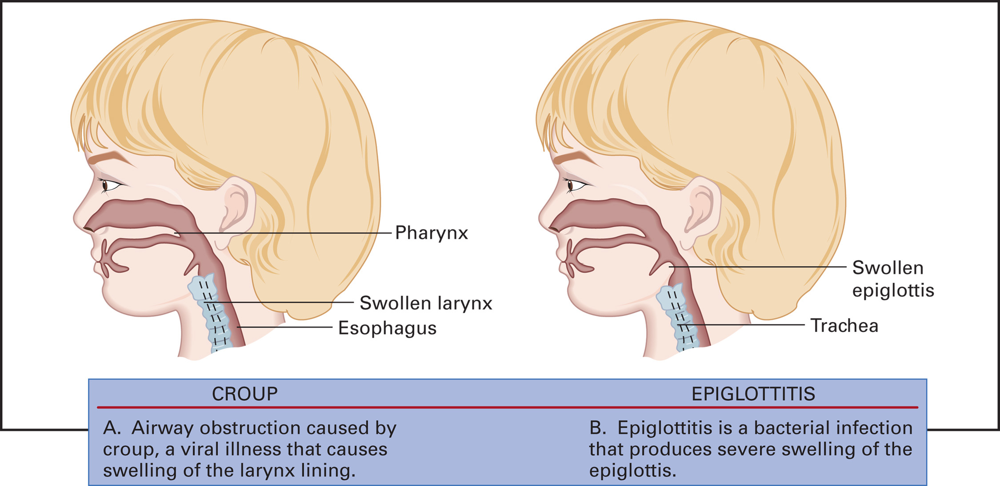 Pharynx
Swollen larynx
Esophagus
Swollen
epiglottis
Trachea
CROUP
A. Airway obstruction caused by
croup, a viral illness that causes
swelling of the larynx lining.
EPIGLOTTITIS
B. Epiglottitis is a bacterial infection
that produces severe swelling of the
epiglottis.